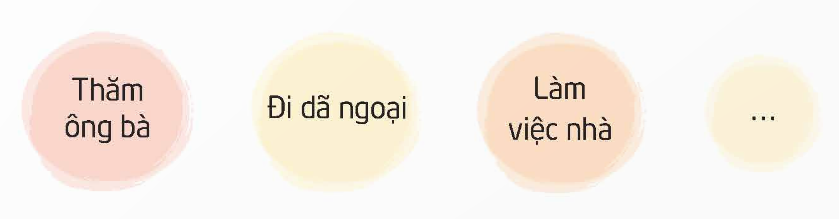 Thăm
ông bà
Đi dã ngoại
Làm
việc nhà
...